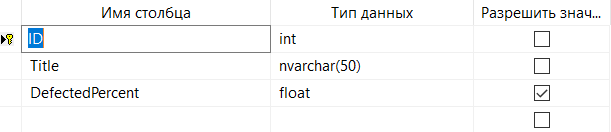 Имя столбца Тип данных Разрешить знач...
ID int
Title nvarchar(50)
DefectedPercent float